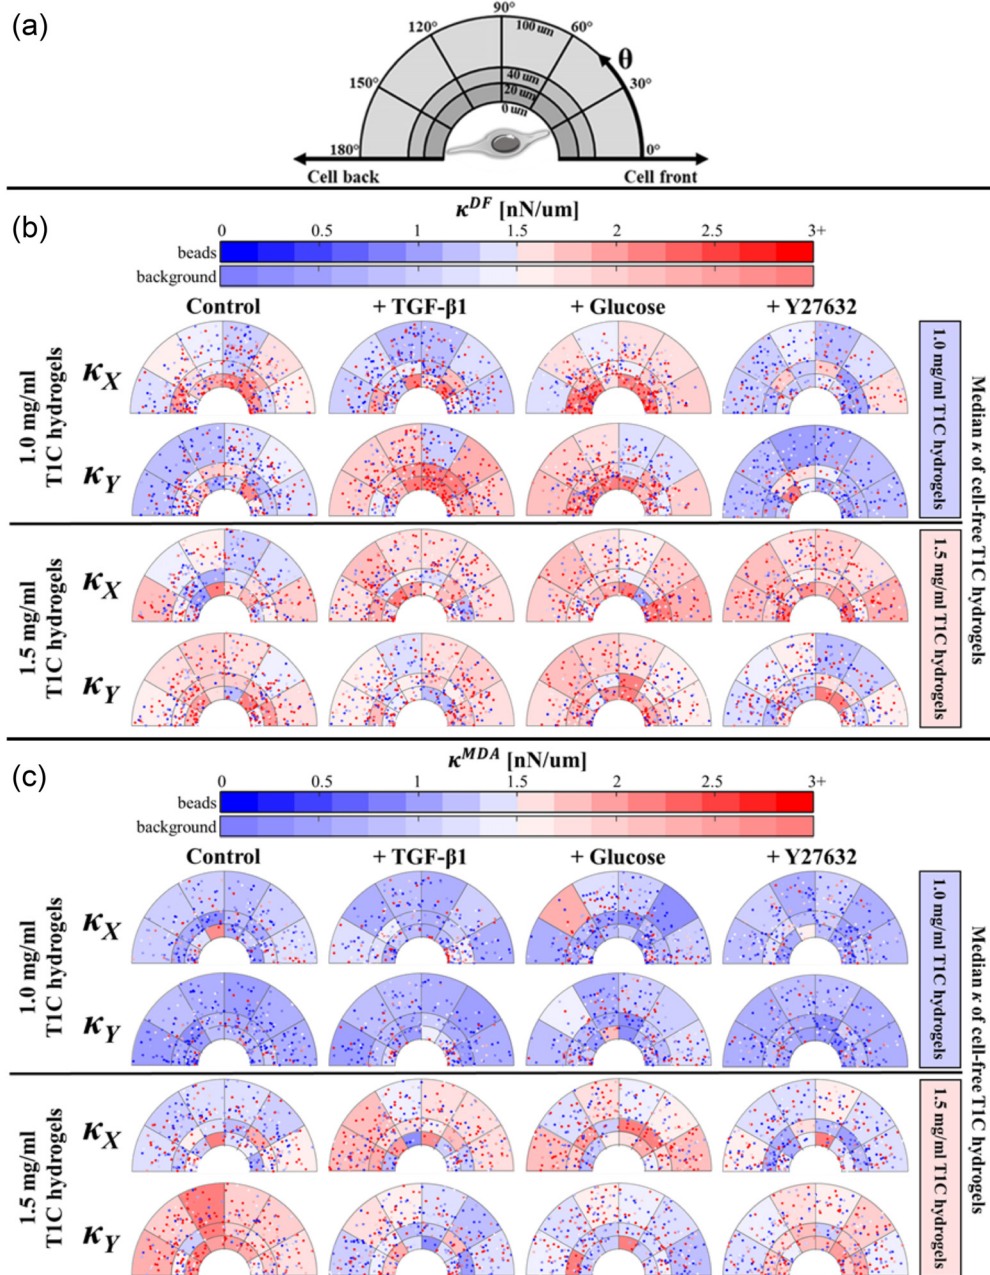 (a)
90°
120°
60°
100 um
θ
40 um
150°
30°
20 um
0 um
180°
0°
Cell back
Cell front
(b)
κ^DF [nN/um]
0 0.5 1 1.5 2 2.5 3+
beads
background
Control + TGF-β1 + Glucose + Y27632
1.0 mg/ml
T1C hydrogels
κX
κY
1.5 mg/ml
T1C hydrogels
κX
κY
1.0 mg/ml T1C hydrogels
1.5 mg/ml T1C hydrogels
Median κ of cell-free T1C hydrogels
(c)
κ^MDA [nN/um]
0 0.5 1 1.5 2 2.5 3+
beads
background
Control + TGF-β1 + Glucose + Y27632
1.0 mg/ml
T1C hydrogels
κX
κY
1.5 mg/ml
T1C hydrogels
κX
κY
1.0 mg/ml T1C hydrogels
1.5 mg/ml T1C hydrogels
Median κ of cell-free T1C hydrogels